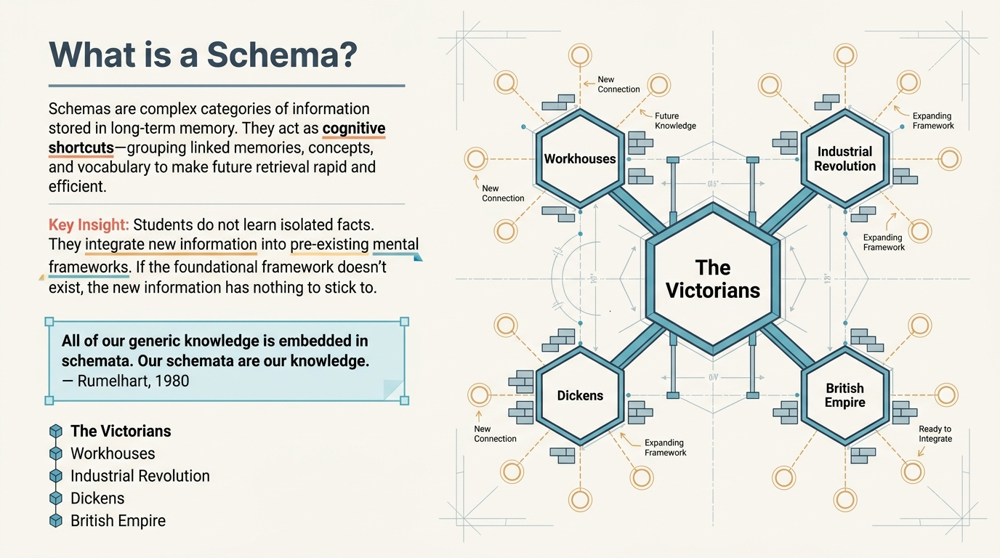 What is a Schema?
Schemas are complex categories of information
stored in long-term memory. They act as cognitive
shortcuts—grouping linked memories, concepts,
and vocabulary to make future retrieval rapid and
efficient.
Key Insight: Students do not learn isolated facts.
They integrate new information into pre-existing mental
frameworks. If the foundational framework doesn't
exist, the new information has nothing to stick to.
All of our generic knowledge is embedded in
schemata. Our schemata are our knowledge.
— Rumelhart, 1980
The Victorians
Workhouses
Industrial Revolution
Dickens
British Empire
New
Connection
Future
Knowledge
Workhouses
New
Connection
Expanding
Framework
Industrial
Revolution
Expanding
Framework
The
Victorians
Dickens
New
Connection
Expanding
Framework
British
Empire
Ready to
Integrate